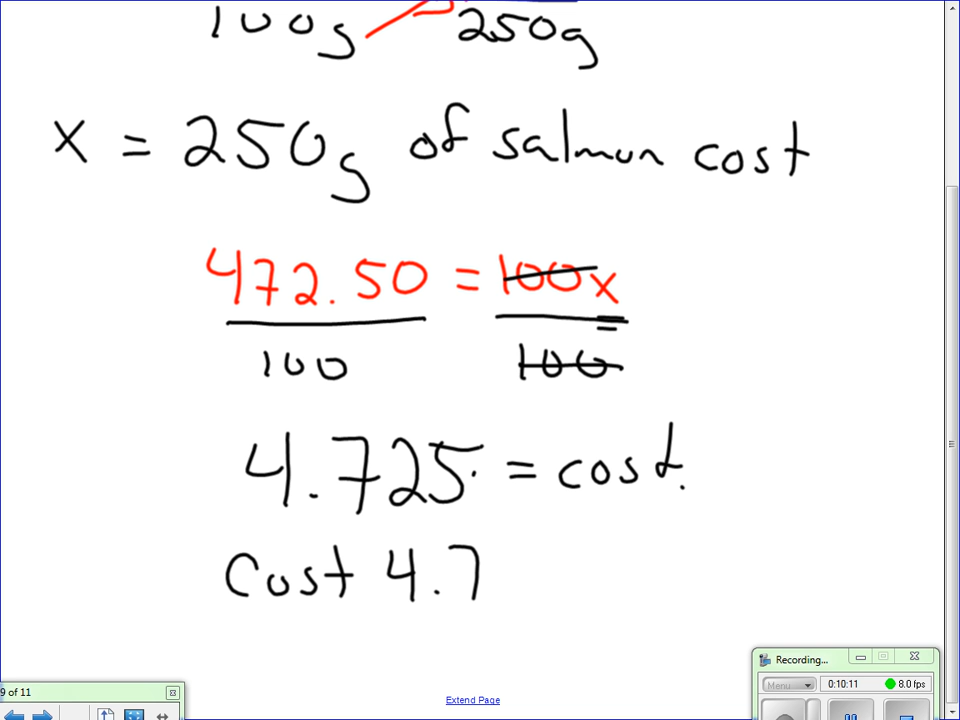 100g 250g
x = 250g of salmon cost
472.50 = 100x
100 100
4.725 = cost.
Cost 4.7
Recording...
Menu 0:10:11 8.0 fps
9 of 11
Extend Page